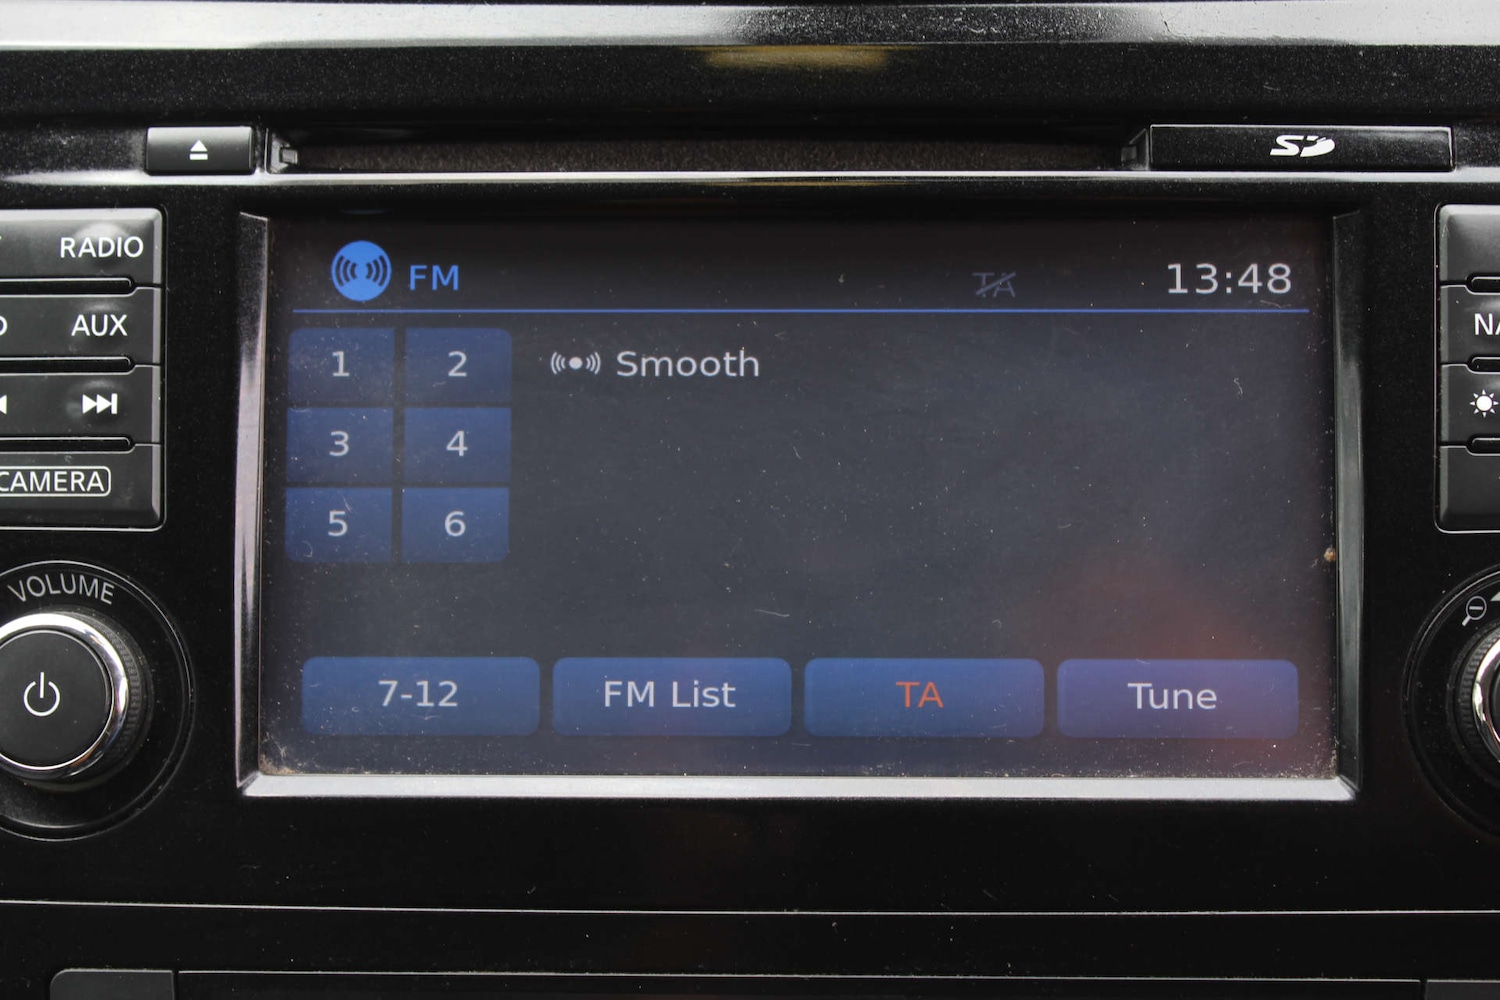 SD
RADIO
AUX
CAMERA
VOLUME
FM TA 13:48
1 2 Smooth
3 4
5 6
7-12 FM List TA Tune